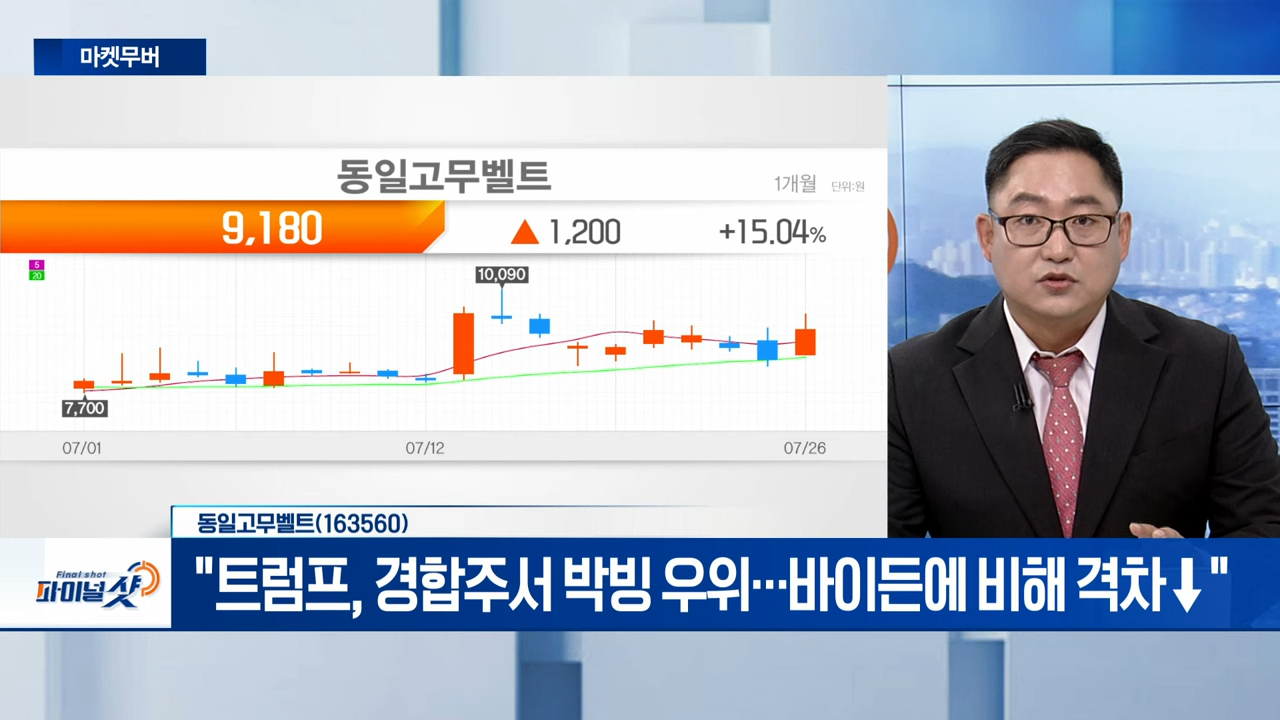 마켓무버
동일고무벨트
1개월 단위:원
9,180 ▲ 1,200 +15.04%
5
20
10,090
7,700
07/01 07/12 07/26
동일고무벨트(163560)
Final shot
파이널샷
"트럼프, 경합주서 박빙 우위…바이든에 비해 격차↓"